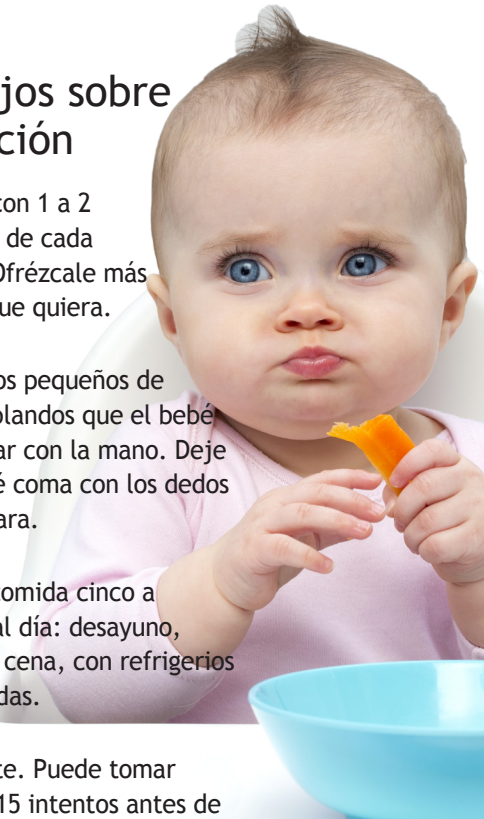 jos sobre
ción
con 1 a 2
de cada
Ofrézcale más
ue quiera.
os pequeños de
blandos que el bebé
ar con la mano. Deje
é coma con los dedos
ara.
comida cinco a
al día: desayuno,
cena, con refrigerios
das.
te. Puede tomar
15 intentos antes de